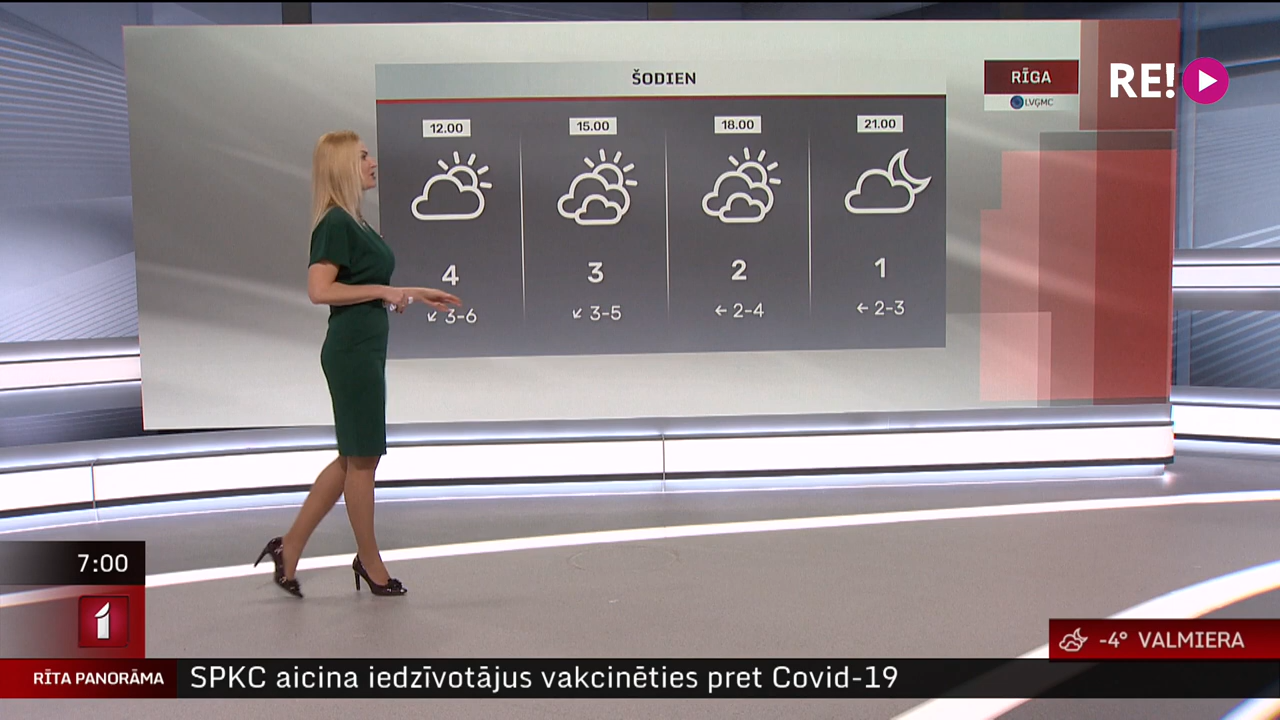 ŠODIEN
RĪGA
LVĢMC
RE!
12.00
15.00
18.00
21.00
4
3
2
1
↙ 3-6
↙ 3-5
← 2-4
← 2-3
7:00
1
-4° VALMIERA
RĪTA PANORĀMA
SPKC aicina iedzīvotājus vakcinēties pret Covid-19